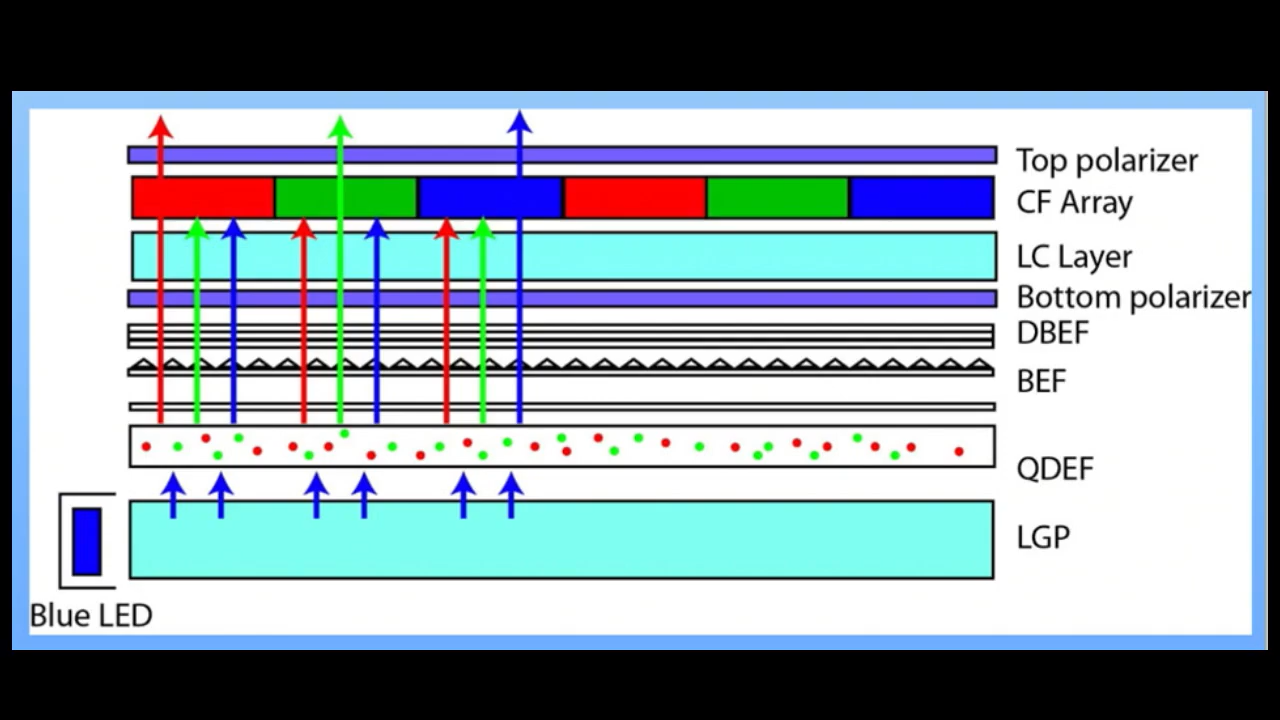 Top polarizer
CF Array
LC Layer
Bottom polarizer
DBEF
BEF
QDEF
LGP
Blue LED